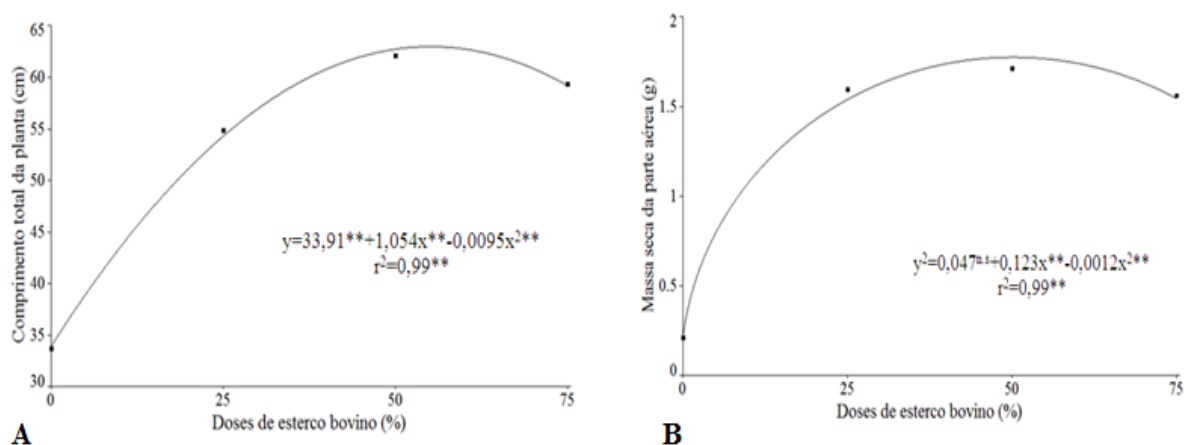 Comprimento total da planta (cm)
65
60
55
50
45
40
35
30
y=33,91**+1,054x**-0,0095x²**
r²=0,99**
0
25
50
75
Doses de esterco bovino (%)
A
Massa seca da parte aérea (g)
2
1.5
1
0.5
0
y²=0,047ⁿ·ˢ+0,123x**-0,0012x²**
r²=0,99**
0
25
50
75
Doses de esterco bovino (%)
B